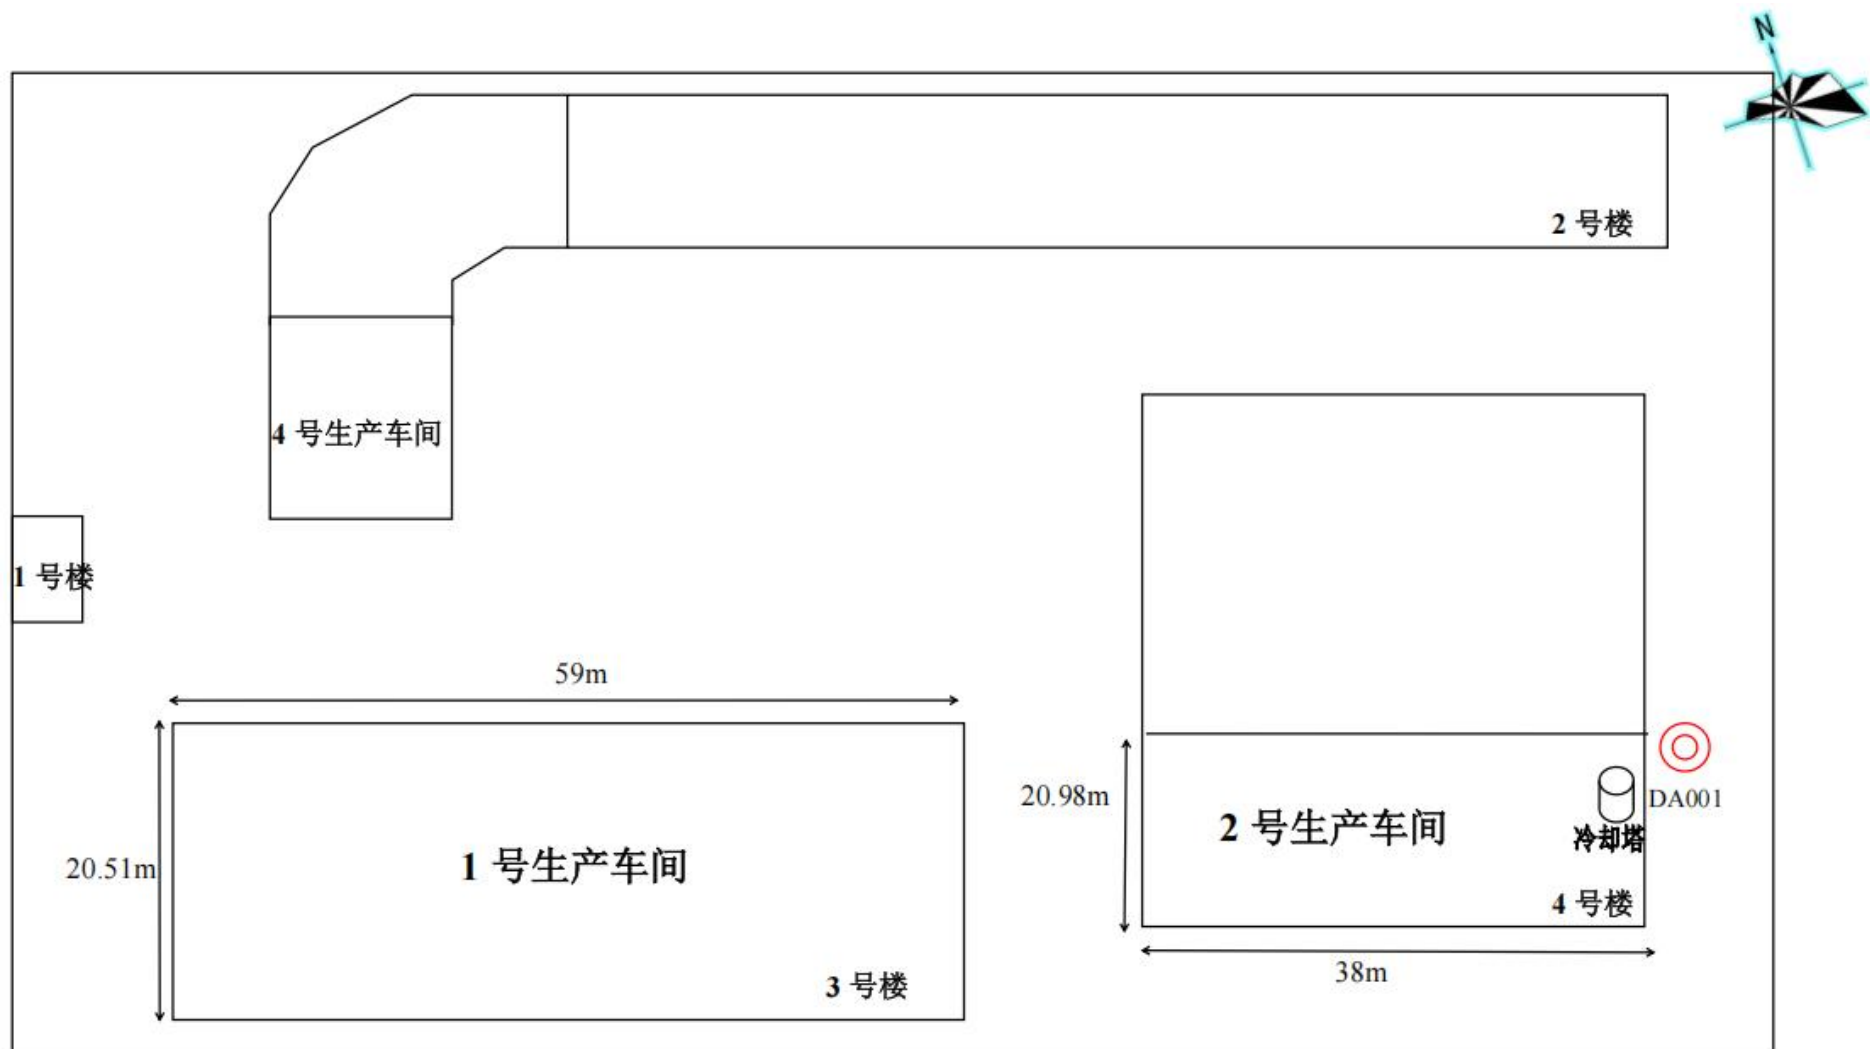 N
2 号楼
4 号生产车间
1 号楼
59m
20.51m
1 号生产车间
3 号楼
20.98m
2 号生产车间
冷却塔
DA001
4 号楼
38m